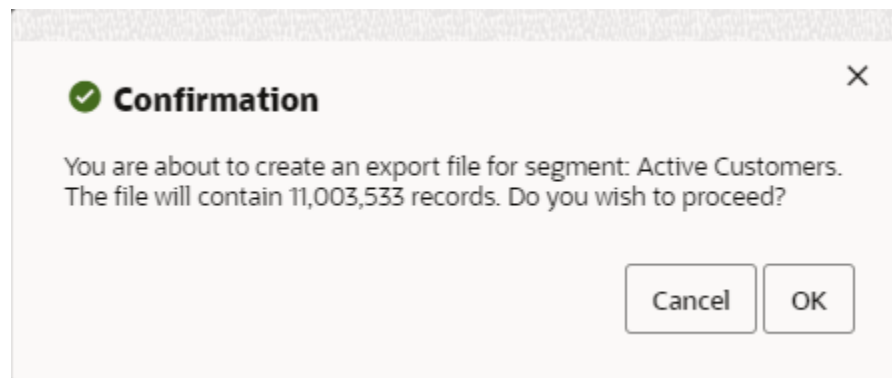 Confirmation
You are about to create an export file for segment: Active Customers.
The file will contain 11,003,533 records. Do you wish to proceed?
Cancel OK